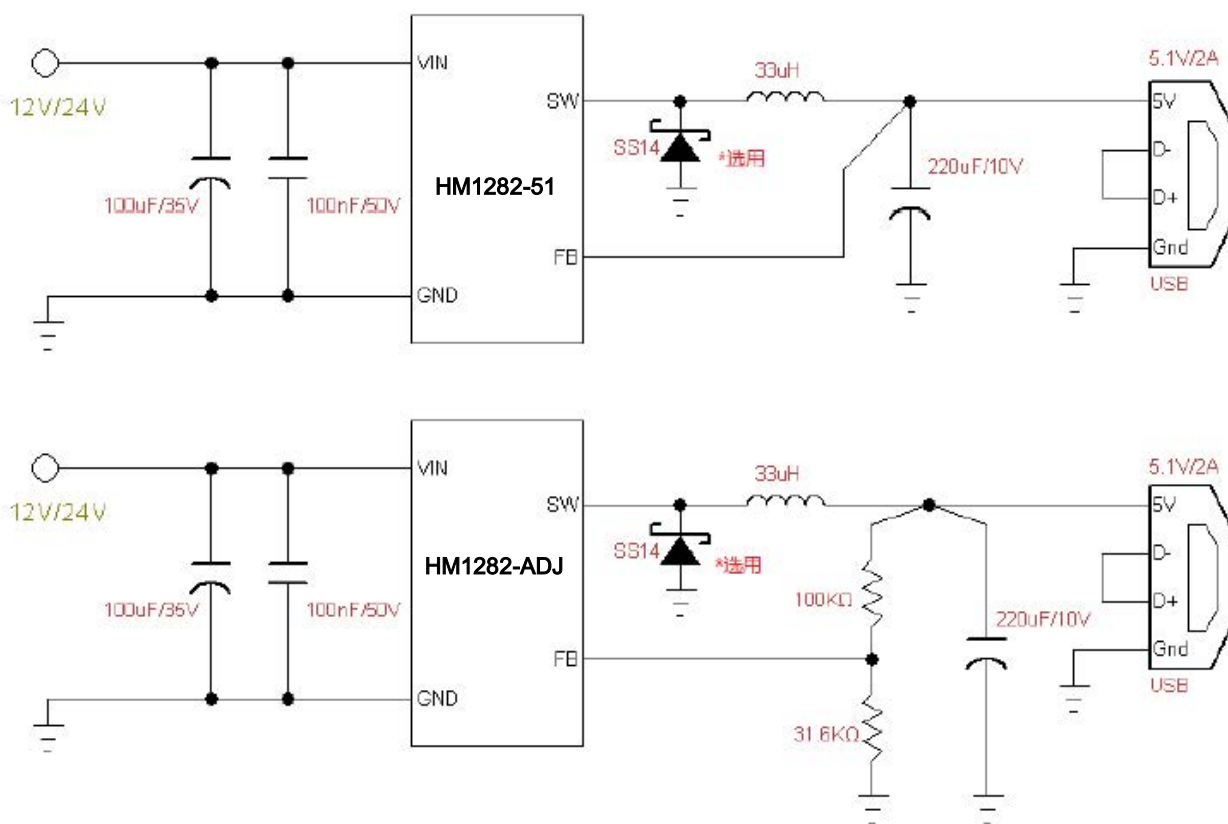 VIN
12V/24V
100uF/35V
100nF/50V
HM1282-51
GND
SW
FB
33uH
SS14
*选用
220uF/10V
5.1V/2A
5V
D-
D+
Gnd
USB
VIN
12V/24V
100uF/35V
100nF/50V
HM1282-ADJ
GND
SW
FB
33uH
SS14
*选用
100KΩ
31.6KΩ
220uF/10V
5.1V/2A
5V
D-
D+
Gnd
USB